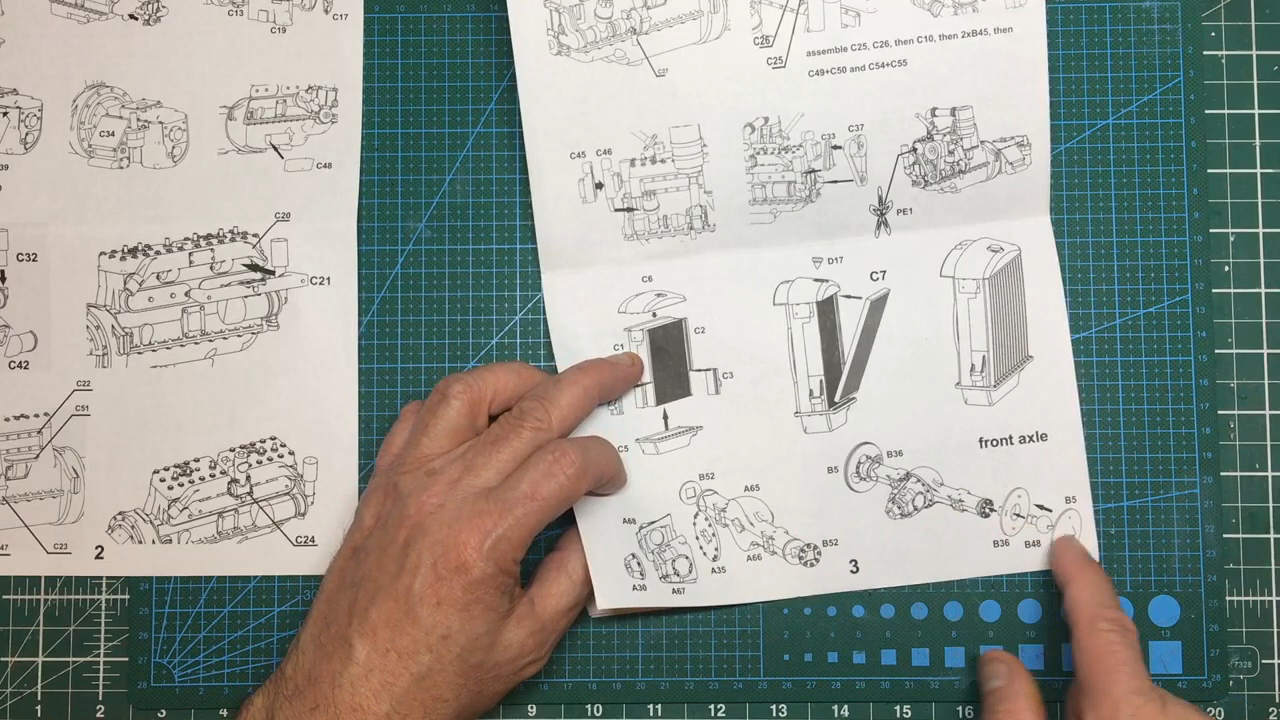 C13
C17
C19
C34
C48
C20
C32
C21
C42
C22
C51
C23
C24
2
C26
C25
C27
assemble C25, C26, then C10, then 2xB45, then
C49+C50 and C54+C55
C45 C46
C33 C37
PE1
C6
D17
C7
C1
C2
C3
C5
front axle
B52
A65
A68
B52
A35
A66
A30
A67
B5
B36
B5
B36
B48
3
7328